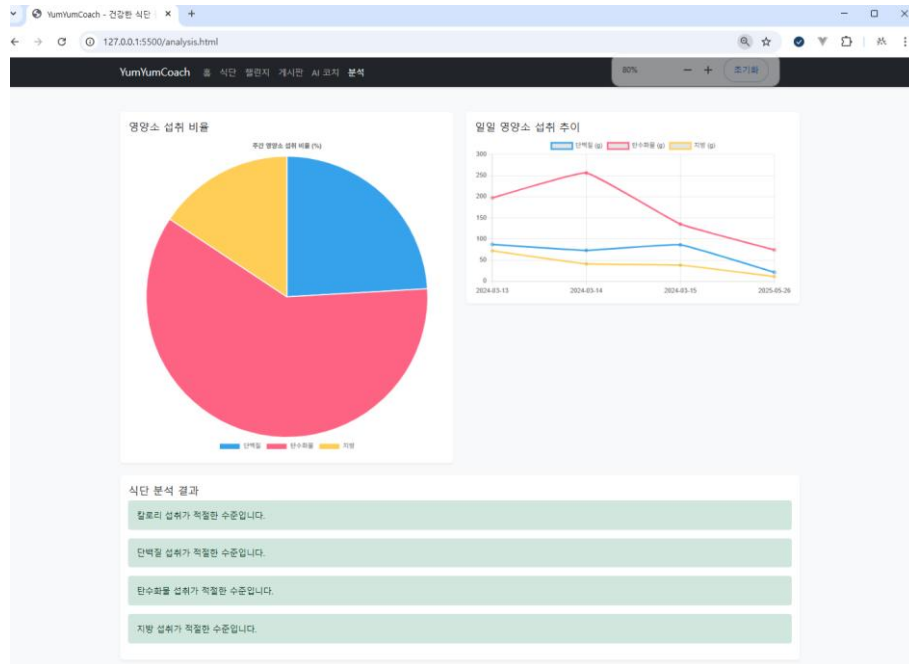 YumYumCoach - 건강한 식단
127.0.0.1:5500/analysis.html
YumYumCoach 홈 식단 챌린지 게시판 AI 코치 분석
80% 초기화
영양소 섭취 비율
주간 영양소 섭취 비율 (%)
단백질 탄수화물 지방
일일 영양소 섭취 추이
단백질 (g) 탄수화물 (g) 지방 (g)
300
250
200
150
100
50
0
2024-03-13 2024-03-14 2024-03-15 2025-05-26
식단 분석 결과
칼로리 섭취가 적절한 수준입니다.
단백질 섭취가 적절한 수준입니다.
탄수화물 섭취가 적절한 수준입니다.
지방 섭취가 적절한 수준입니다.